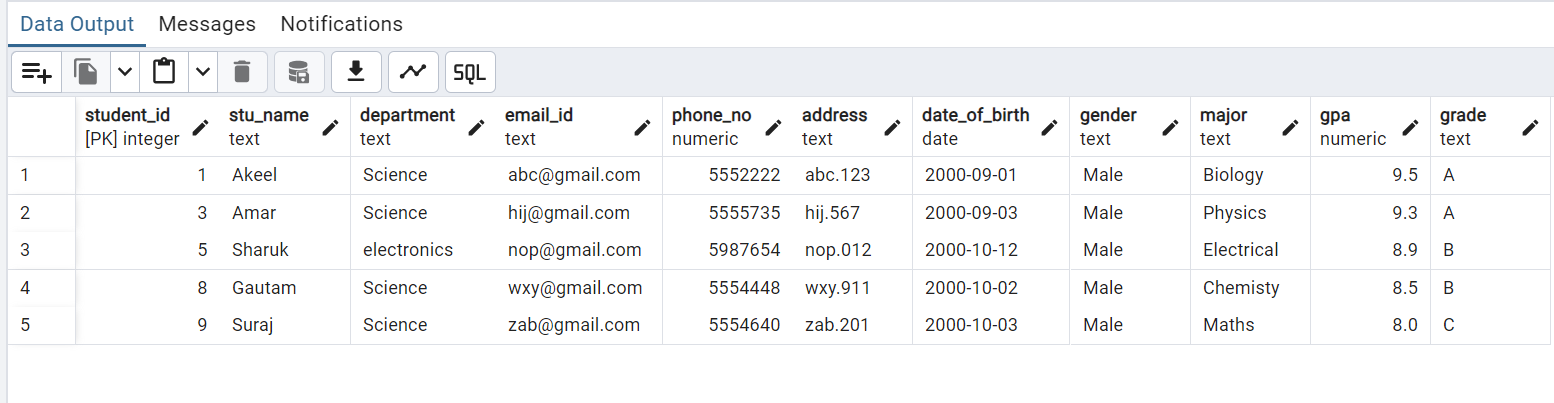 Data Output Messages Notifications
SQL
student_id stu_name department email_id phone_no address date_of_birth gender major gpa grade
[PK] integer text text text numeric text date text text numeric text
1 1 Akeel Science abc@gmail.com 5552222 abc.123 2000-09-01 Male Biology 9.5 A
2 3 Amar Science hij@gmail.com 5555735 hij.567 2000-09-03 Male Physics 9.3 A
3 5 Sharuk electronics nop@gmail.com 5987654 nop.012 2000-10-12 Male Electrical 8.9 B
4 8 Gautam Science wxy@gmail.com 5554448 wxy.911 2000-10-02 Male Chemisty 8.5 B
5 9 Suraj Science zab@gmail.com 5554640 zab.201 2000-10-03 Male Maths 8.0 C